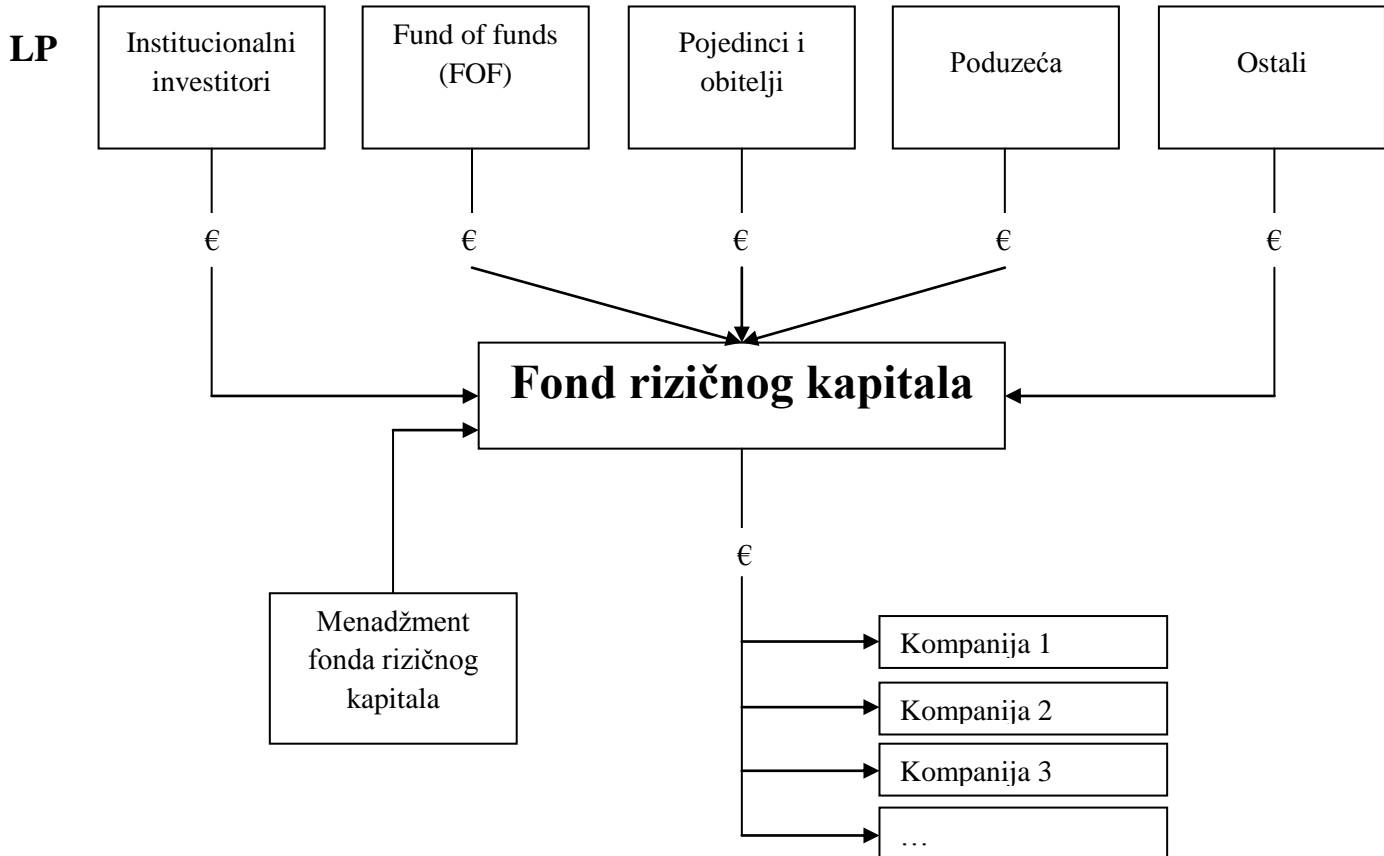 LP
Institucionalni
investitori
Fund of funds
(FOF)
Pojedinci i
obitelji
Poduzeća
Ostali
€
€
€
€
€
Fond rizičnog kapitala
€
Menadžment
fonda rizičnog
kapitala
Kompanija 1
Kompanija 2
Kompanija 3
…